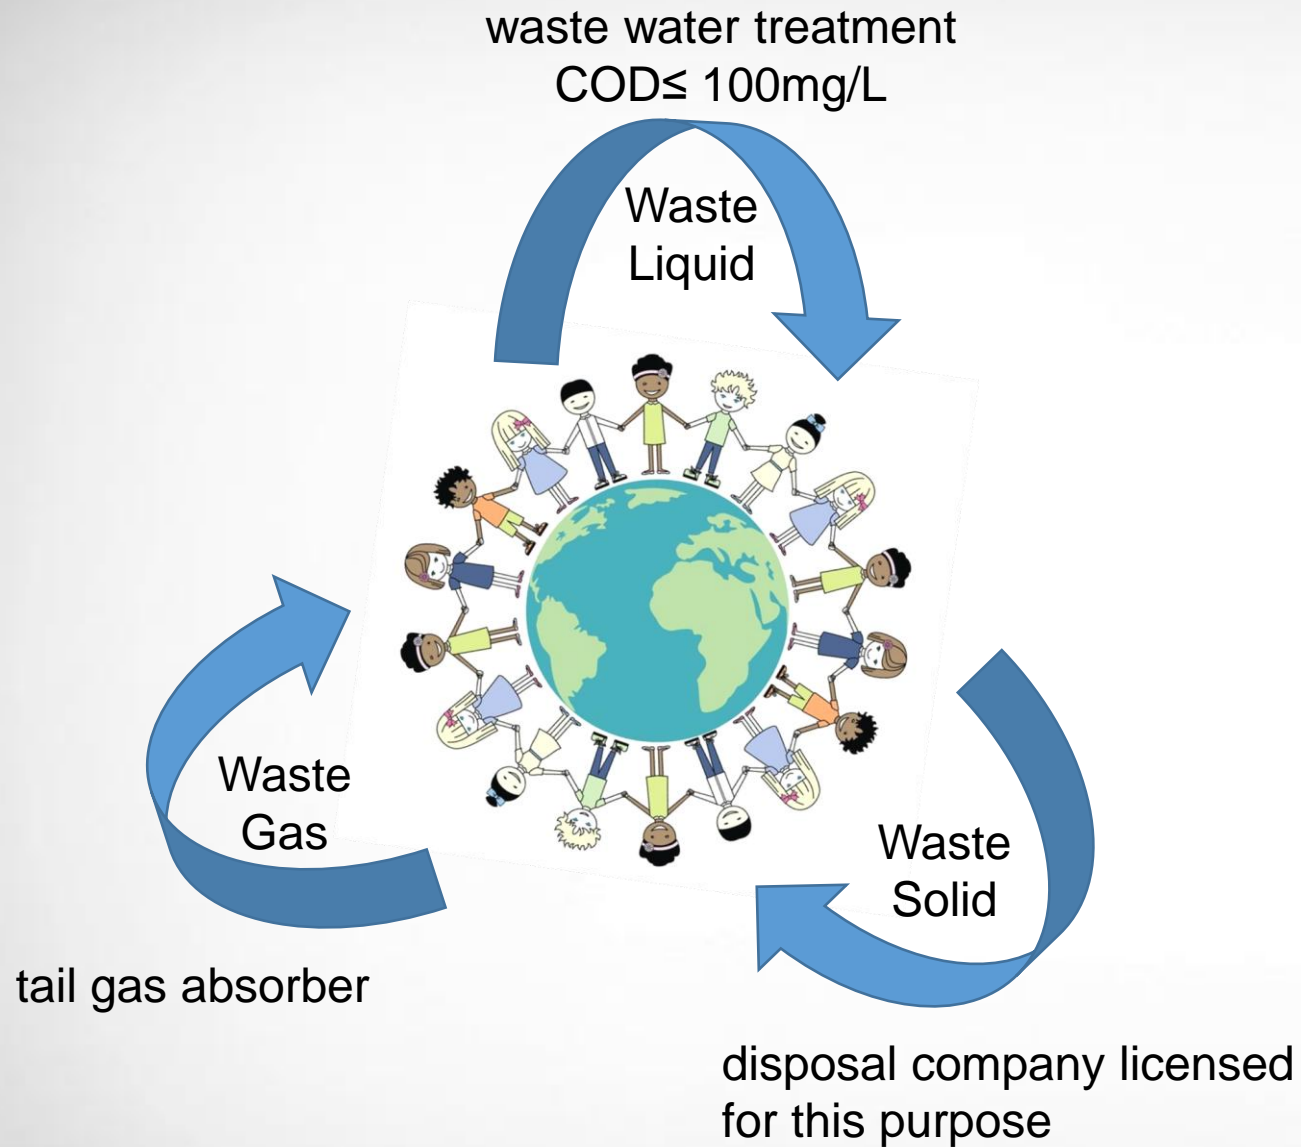 waste water treatment
COD≤ 100mg/L
Waste
Liquid
Waste
Gas
Waste
Solid
tail gas absorber
disposal company licensed
for this purpose